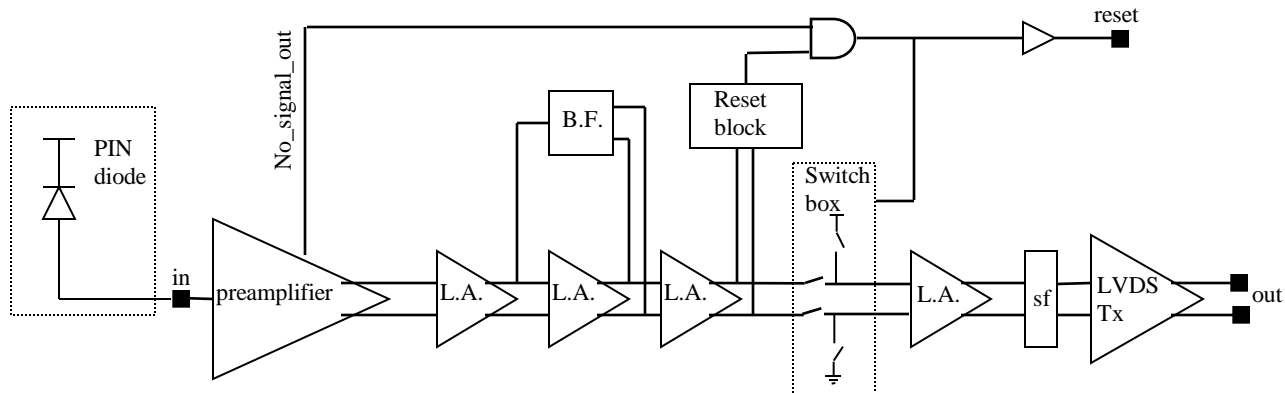 reset
No_signal_out
Reset
block
B.F.
PIN
diode
Switch
box
in
preamplifier
L.A.
L.A.
L.A.
L.A.
sf
LVDS
Tx
out